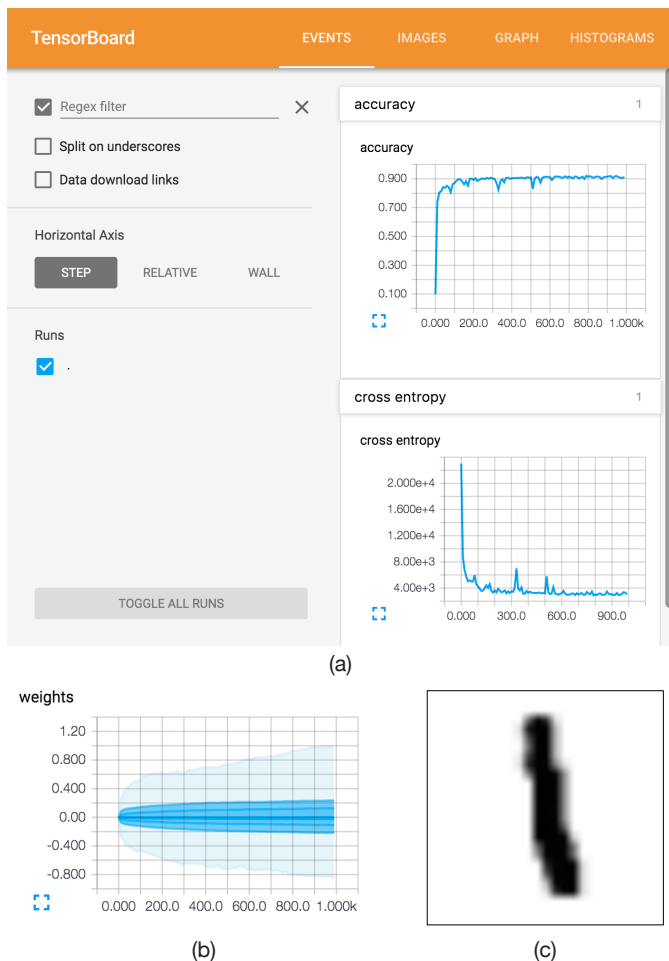 TensorBoard EVENTS IMAGES GRAPH HISTOGRAMS
Regex filter
Split on underscores
Data download links
Horizontal Axis
STEP RELATIVE WALL
Runs
.
TOGGLE ALL RUNS
accuracy 1
accuracy
0.900
0.700
0.500
0.300
0.100
0.000 200.0 400.0 600.0 800.0 1.000k
cross entropy 1
cross entropy
2.000e+4
1.600e+4
1.200e+4
8.00e+3
4.00e+3
0.000 300.0 600.0 900.0
(a)
weights
1.20
0.800
0.400
0.00
-0.400
-0.800
0.000 200.0 400.0 600.0 800.0 1.000k
(b)
(c)